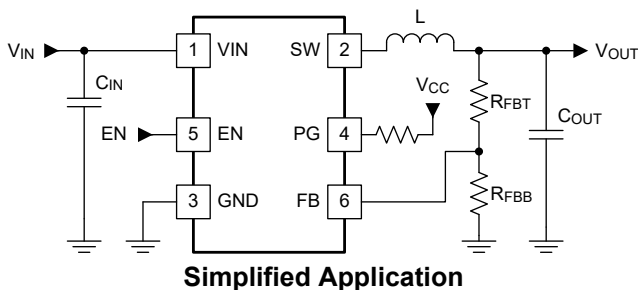 L
VIN
1
VIN
SW
2
VOUT
CIN
VCC
RFBT
COUT
EN
5
EN
PG
4
3
GND
FB
6
RFBB
Simplified Application